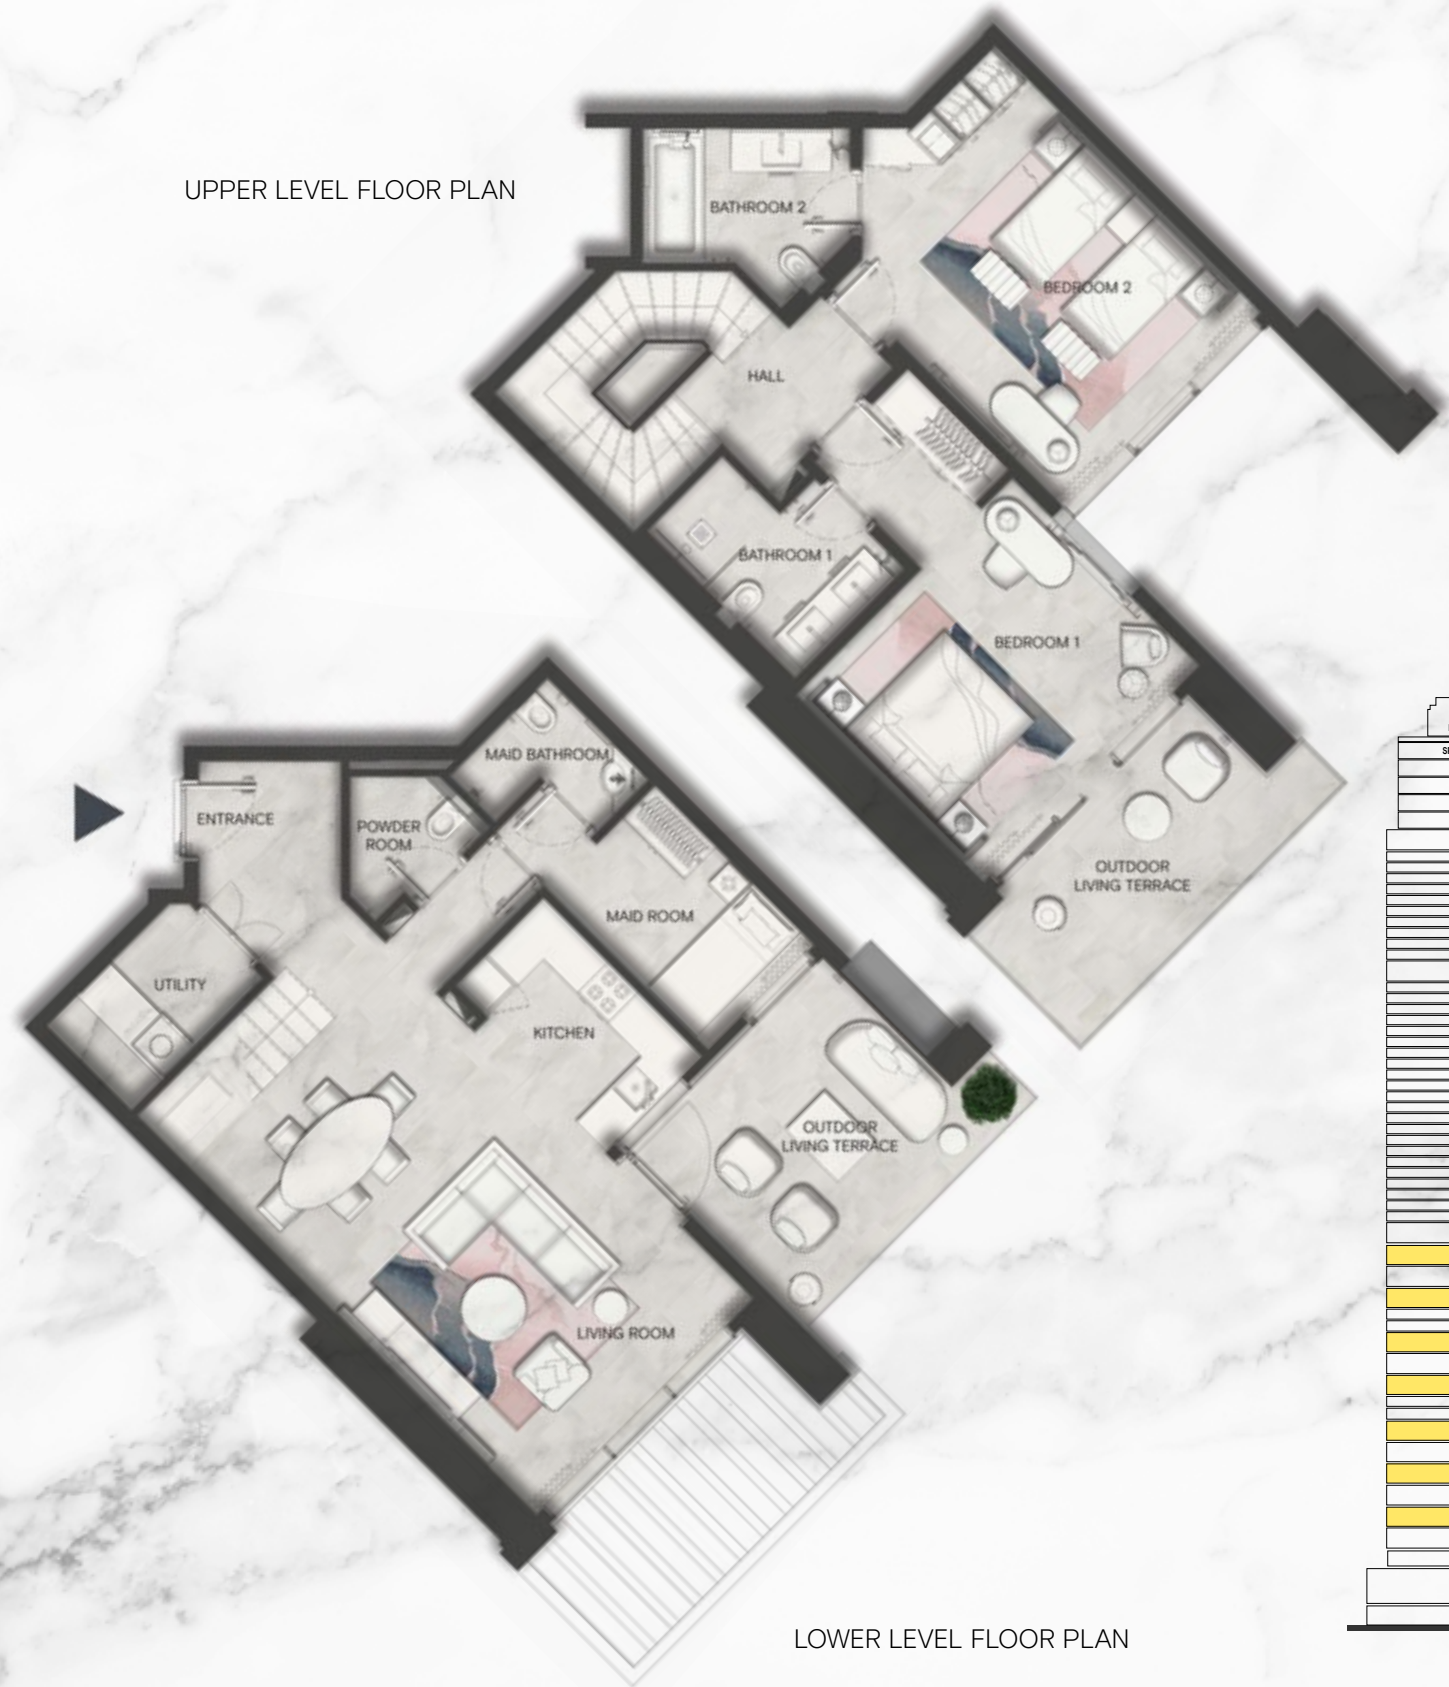 UPPER LEVEL FLOOR PLAN
BATHROOM 2
BEDROOM 2
HALL
BATHROOM 1
BEDROOM 1
OUTDOOR
LIVING TERRACE
MAID BATHROOM
ENTRANCE
POWDER
ROOM
MAID ROOM
UTILITY
KITCHEN
OUTDOOR
LIVING TERRACE
LIVING ROOM
LOWER LEVEL FLOOR PLAN